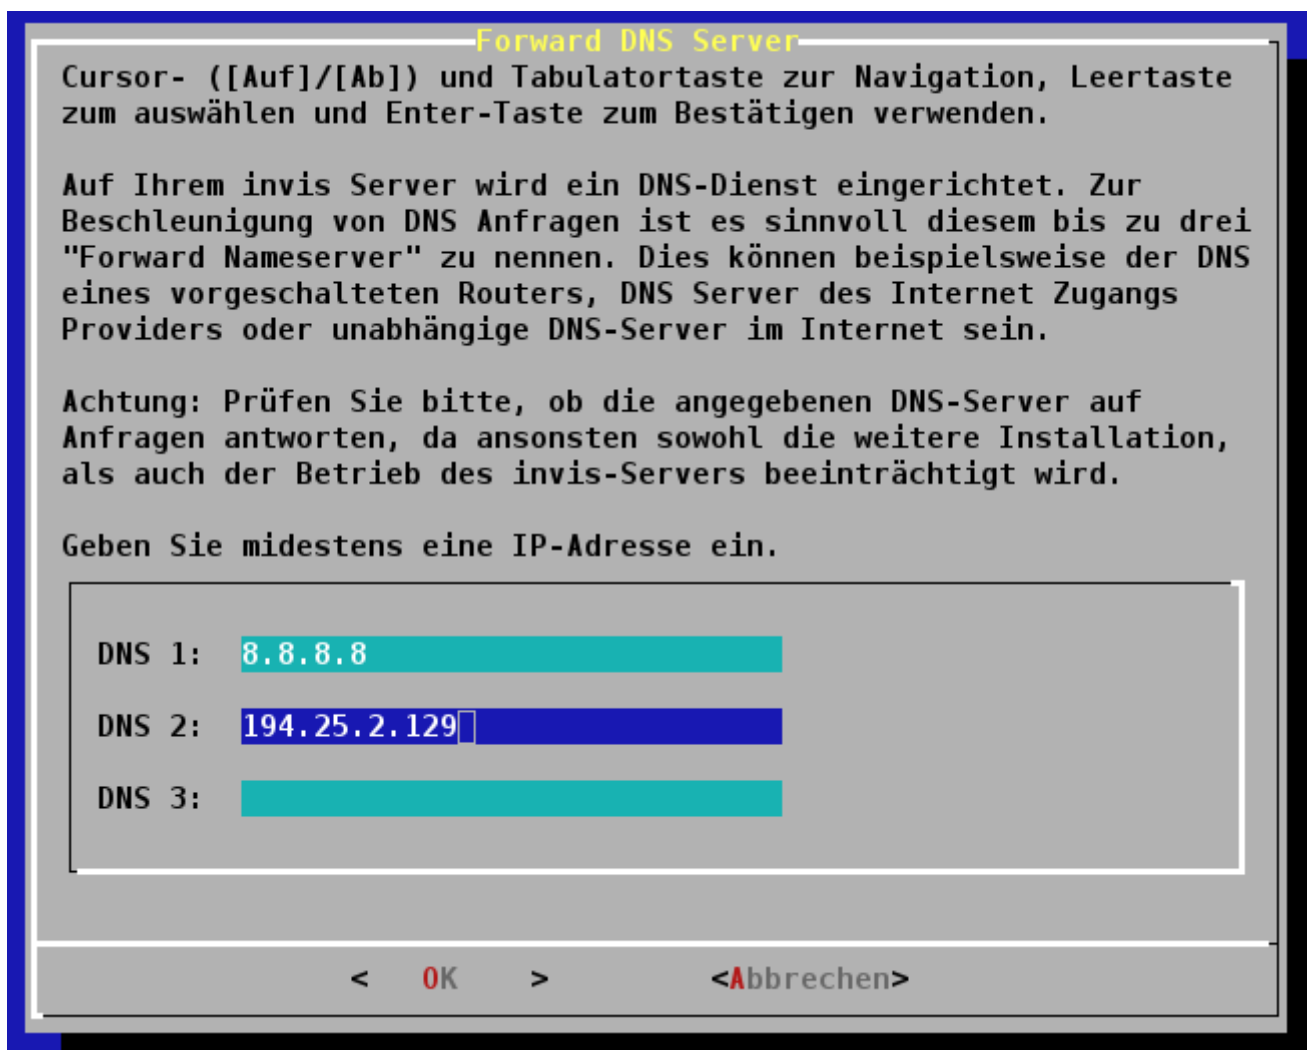 Forward DNS Server
Cursor- ([Auf]/[Ab]) und Tabulatortaste zur Navigation, Leertaste
zum auswählen und Enter-Taste zum Bestätigen verwenden.
Auf Ihrem invis Server wird ein DNS-Dienst eingerichtet. Zur
Beschleunigung von DNS Anfragen ist es sinnvoll diesem bis zu drei
"Forward Nameserver" zu nennen. Dies können beispielsweise der DNS
eines vorgeschalteten Routers, DNS Server des Internet Zugangs
Providers oder unabhängige DNS-Server im Internet sein.
Achtung: Prüfen Sie bitte, ob die angegebenen DNS-Server auf
Anfragen antworten, da ansonsten sowohl die weitere Installation,
als auch der Betrieb des invis-Servers beeinträchtigt wird.
Geben Sie midestens eine IP-Adresse ein.
DNS 1: 8.8.8.8
DNS 2: 194.25.2.129
DNS 3:
< OK > <Abbrechen>